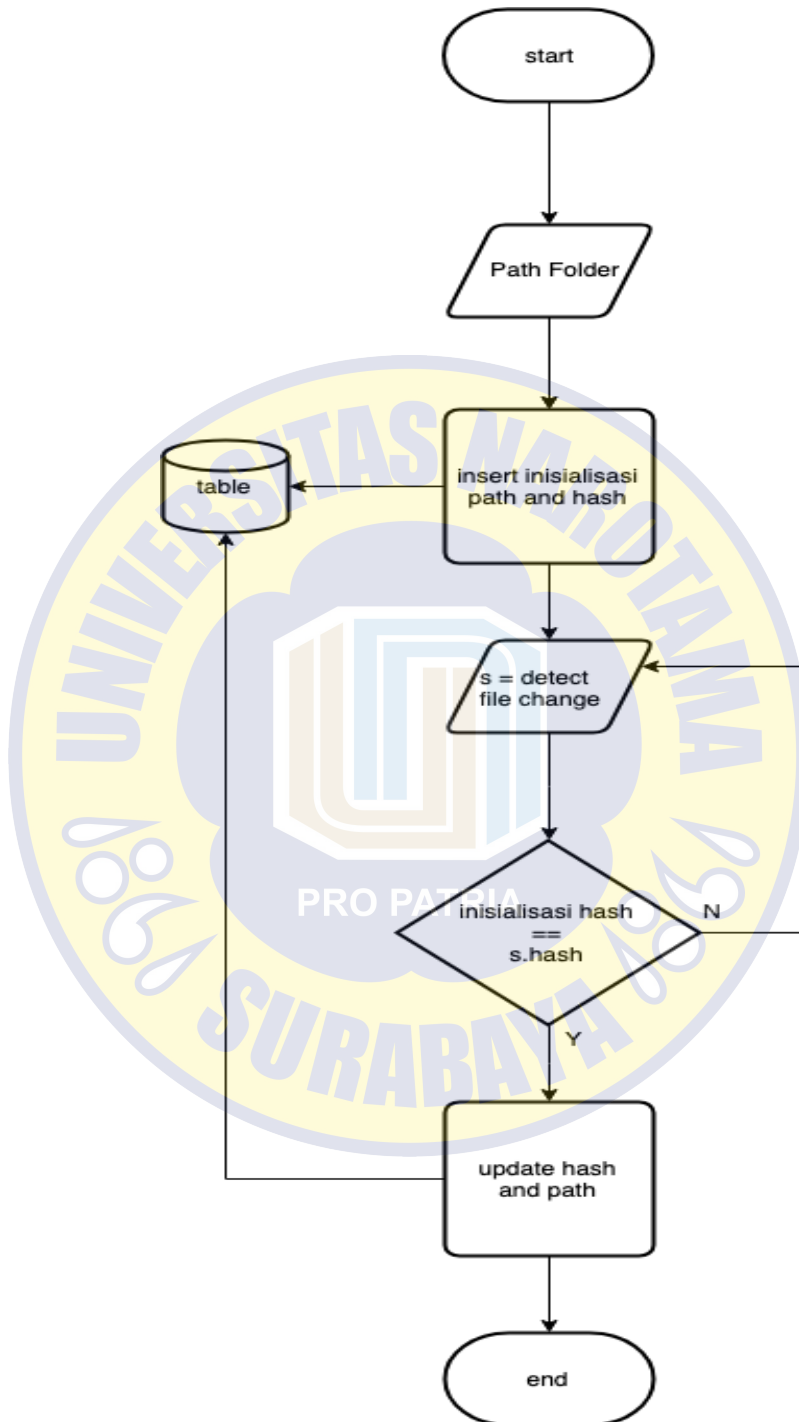 start
Path Folder
insert inisialisasi
path and hash
table
s = detect
file change
inisialisasi hash
==
s.hash
N
Y
update hash
and path
end
UNIVERSITAS NAROTAMA
PRO PATRIA
SURABAYA